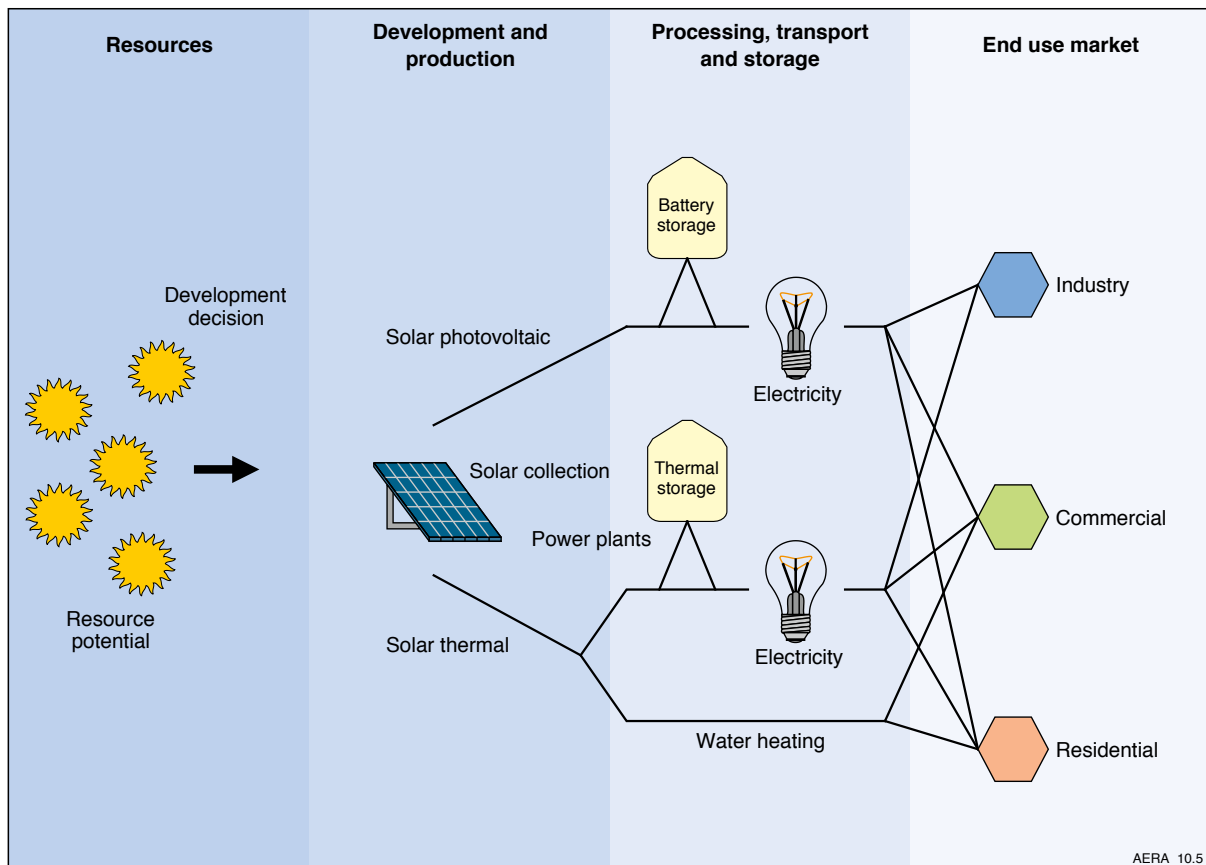 Resources
Development and
production
Processing, transport
and storage
End use market
Battery
storage
Development
decision
Industry
Solar photovoltaic
Electricity
Solar collection
Thermal
storage
Commercial
Power plants
Resource
potential
Solar thermal
Electricity
Water heating
Residential
AERA 10.5